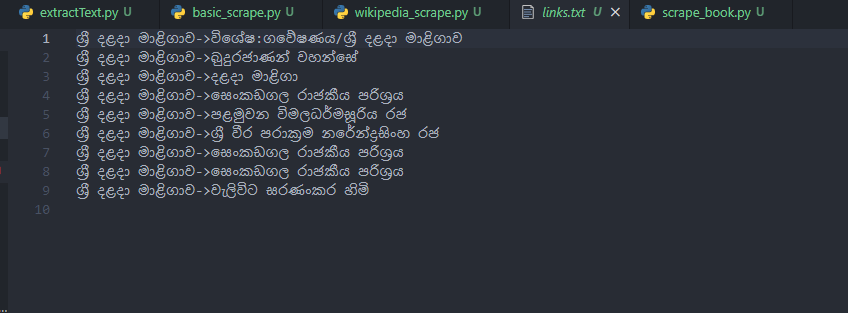 extractText.py U basic_scrape.py U wikipedia_scrape.py U links.txt U scrape_book.py U
1 ශ්‍රී දළදා මාළිගාව->විශේෂ:ගවේෂණය/ශ්‍රී දළදා මාළිගාව
2 ශ්‍රී දළදා මාළිගාව->බුදුරජාණන් වහන්සේ
3 ශ්‍රී දළදා මාළිගාව->දළදා මාළිගා
4 ශ්‍රී දළදා මාළිගාව->සෙංකඩගල රාජකීය පරිශ්‍රය
5 ශ්‍රී දළදා මාළිගාව->පළමුවන විමලධර්මසූරිය රජ
6 ශ්‍රී දළදා මාළිගාව->ශ්‍රී වීර පරාක්‍රම නරේන්ද්‍රසිංහ රජ
7 ශ්‍රී දළදා මාළිගාව->සෙංකඩගල රාජකීය පරිශ්‍රය
8 ශ්‍රී දළදා මාළිගාව->සෙංකඩගල රාජකීය පරිශ්‍රය
9 ශ්‍රී දළදා මාළිගාව->වැලිවිට සරණංකර හිමි
10